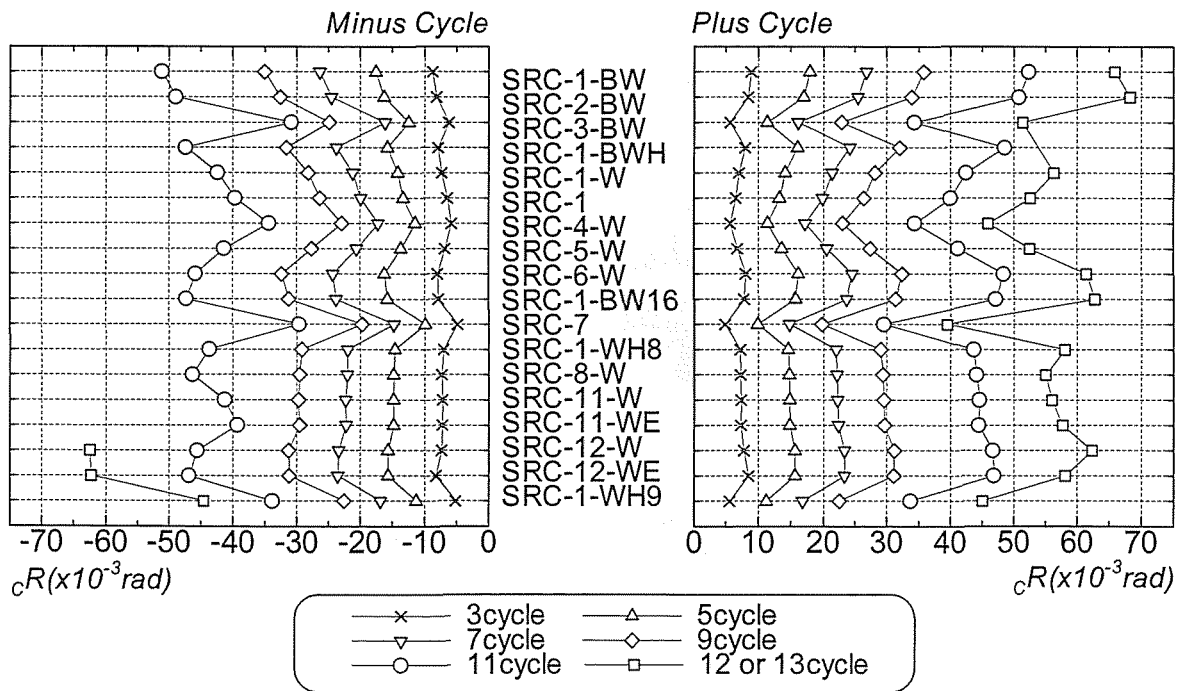 Minus Cycle
Plus Cycle
0 10 20 30 40 50 60 70
SRC-1-BW
SRC-2-BW
SRC-3-BW
SRC-1-BWH
SRC-1-W
SRC-1
SRC-4-W
SRC-5-W
SRC-6-W
SRC-1-BW16
SRC-7
SRC-1-WH8
SRC-8-W
SRC-11-W
SRC-11-WE
SRC-12-W
SRC-12-WE
SRC-1-WH9
-70 -60 -50 -40 -30 -20 -10 0
cR(x10-3rad)
cR(x10-3rad)
3cycle
5cycle
7cycle
9cycle
11cycle
12 or 13cycle